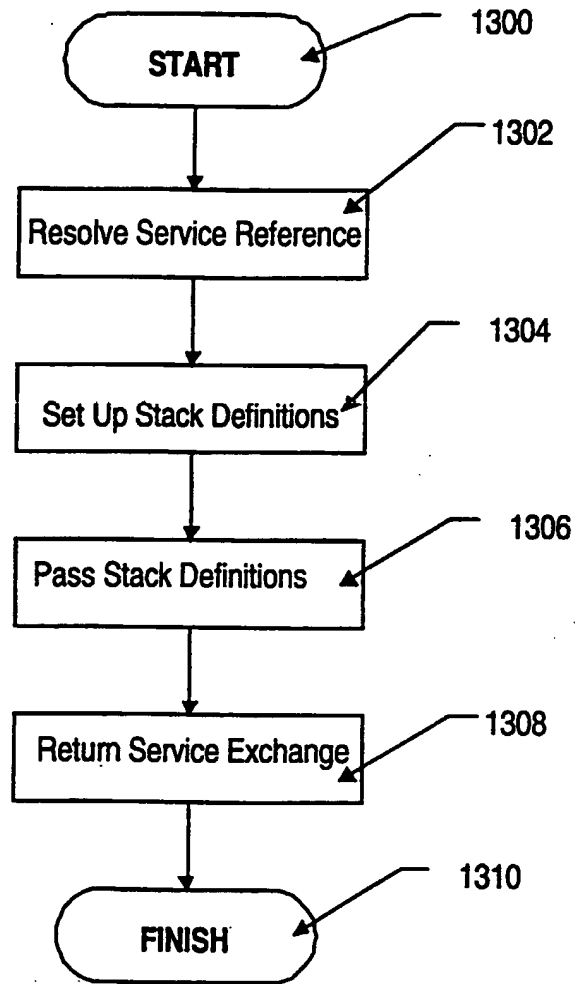 1300
START
1302
Resolve Service Reference
1304
Set Up Stack Definitions
1306
Pass Stack Definitions
1308
Return Service Exchange
1310
FINISH